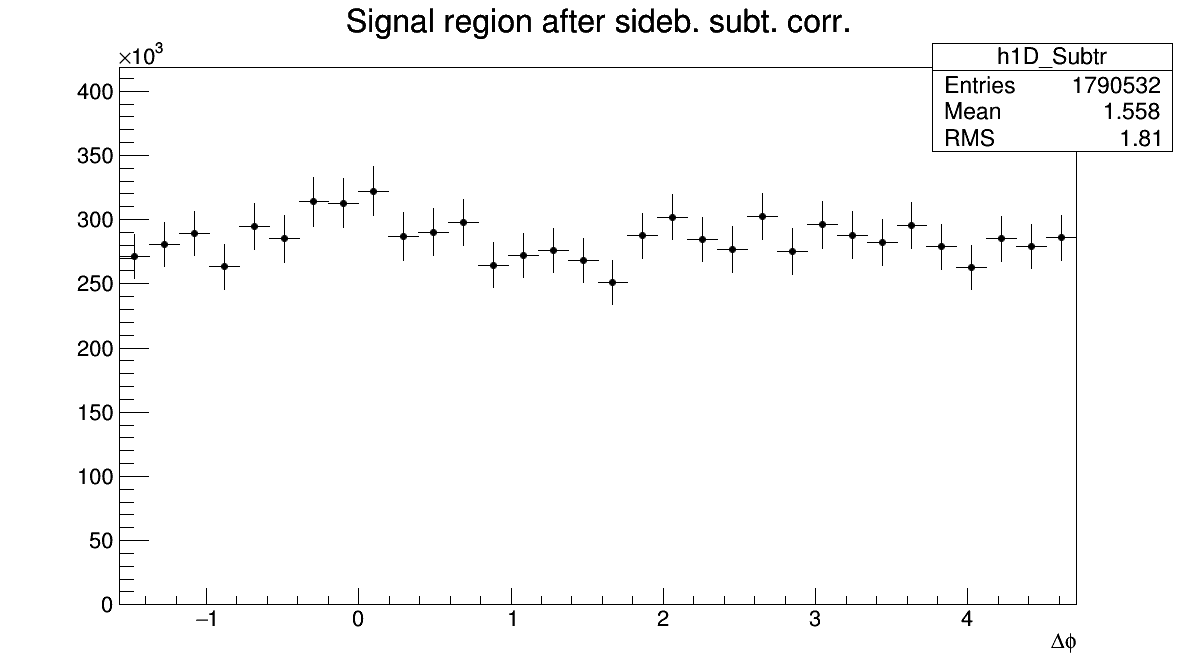 Signal region after sideb. subt. corr.
×10³
h1D_Subtr
Entries 1790532
Mean 1.558
RMS 1.81
400
350
300
250
200
150
100
50
0
−1 0 1 2 3 4
Δϕ